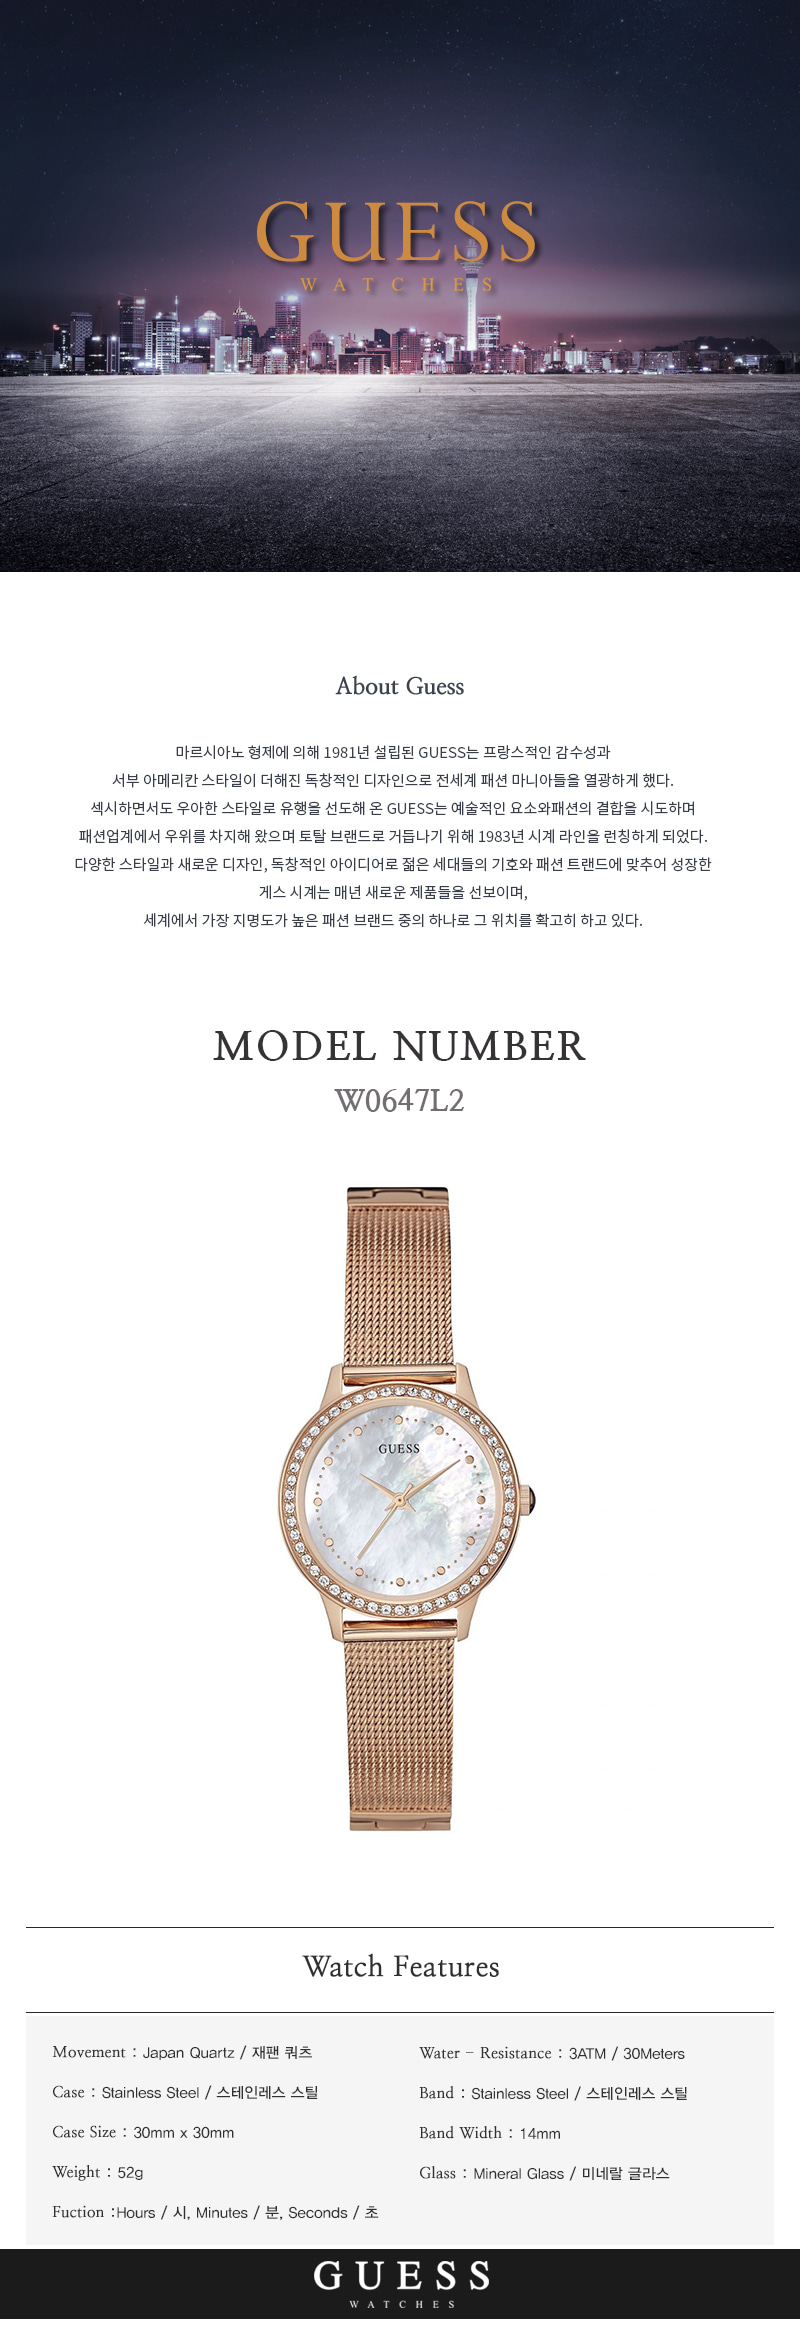 GUESS
WATCHES
About Guess
마르시아노 형제에 의해 1981년 설립된 GUESS는 프랑스적인 감수성과
서부 아메리칸 스타일이 더해진 독창적인 디자인으로 전세계 패션 마니아들을 열광하게 했다.
섹시하면서도 우아한 스타일로 유행을 선도해 온 GUESS는 예술적인 요소와패션의 결합을 시도하며
패션업계에서 우위를 차지해 왔으며 토탈 브랜드로 거듭나기 위해 1983년 시계 라인을 런칭하게 되었다.
다양한 스타일과 새로운 디자인, 독창적인 아이디어로 젊은 세대들의 기호와 패션 트랜드에 맞추어 성장한
게스 시계는 매년 새로운 제품들을 선보이며,
세계에서 가장 지명도가 높은 패션 브랜드 중의 하나로 그 위치를 확고히 하고 있다.
MODEL NUMBER
W0647L2
GUESS
Watch Features
Movement : Japan Quartz / 재팬 쿼츠
Water - Resistance : 3ATM / 30Meters
Case : Stainless Steel / 스테인레스 스틸
Band : Stainless Steel / 스테인레스 스틸
Case Size : 30mm x 30mm
Band Width : 14mm
Weight : 52g
Glass : Mineral Glass / 미네랄 글라스
Fuction :Hours / 시, Minutes / 분, Seconds / 초
GUESS
WATCHES